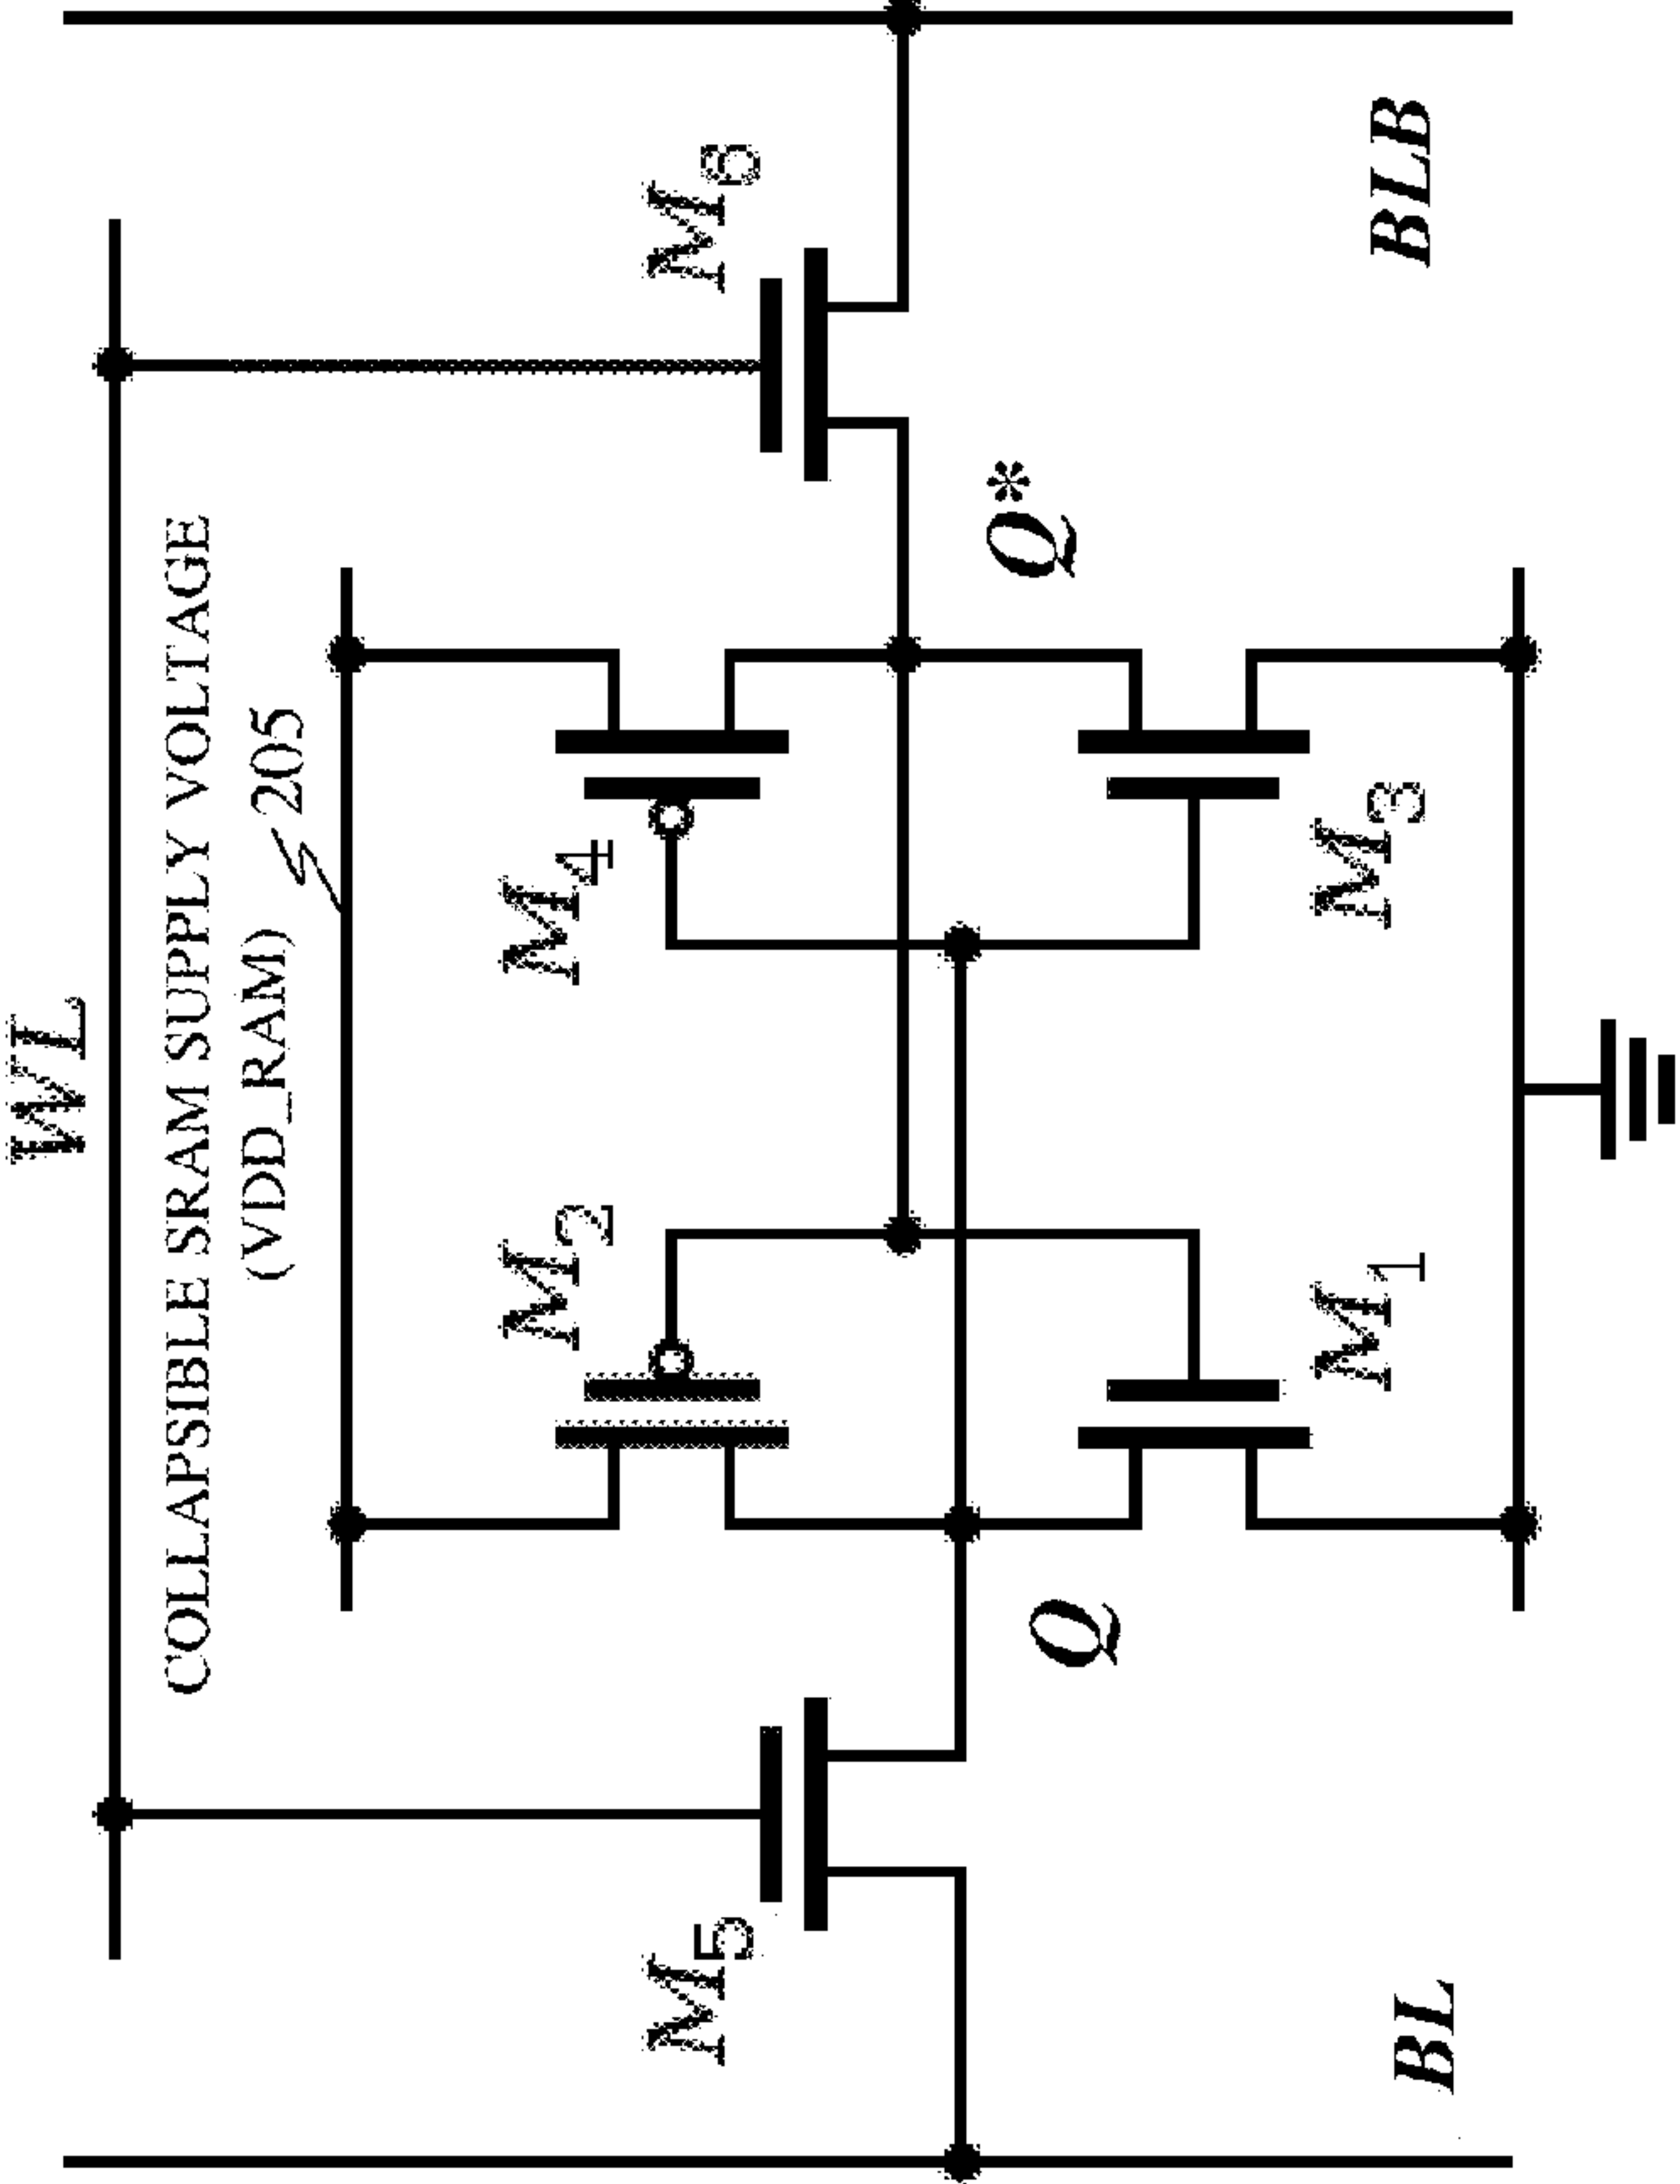 WL
COLLAPSIBLE SRAM SUPPLY VOLTAGE
(VDD_RAM)
205
M2
M4
M5
M6
Q
Q*
M1
M3
BL
BLB